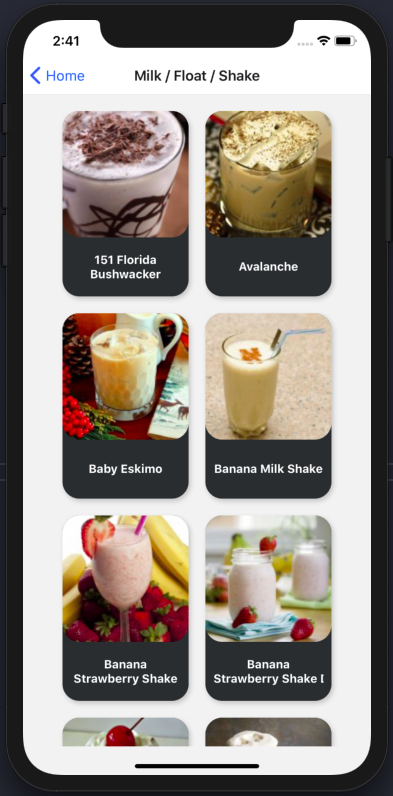 2:41
Home
Milk / Float / Shake
151 Florida
Bushwacker
Avalanche
Baby Eskimo
Banana Milk Shake
Banana
Strawberry Shake
Banana
Strawberry Shake D